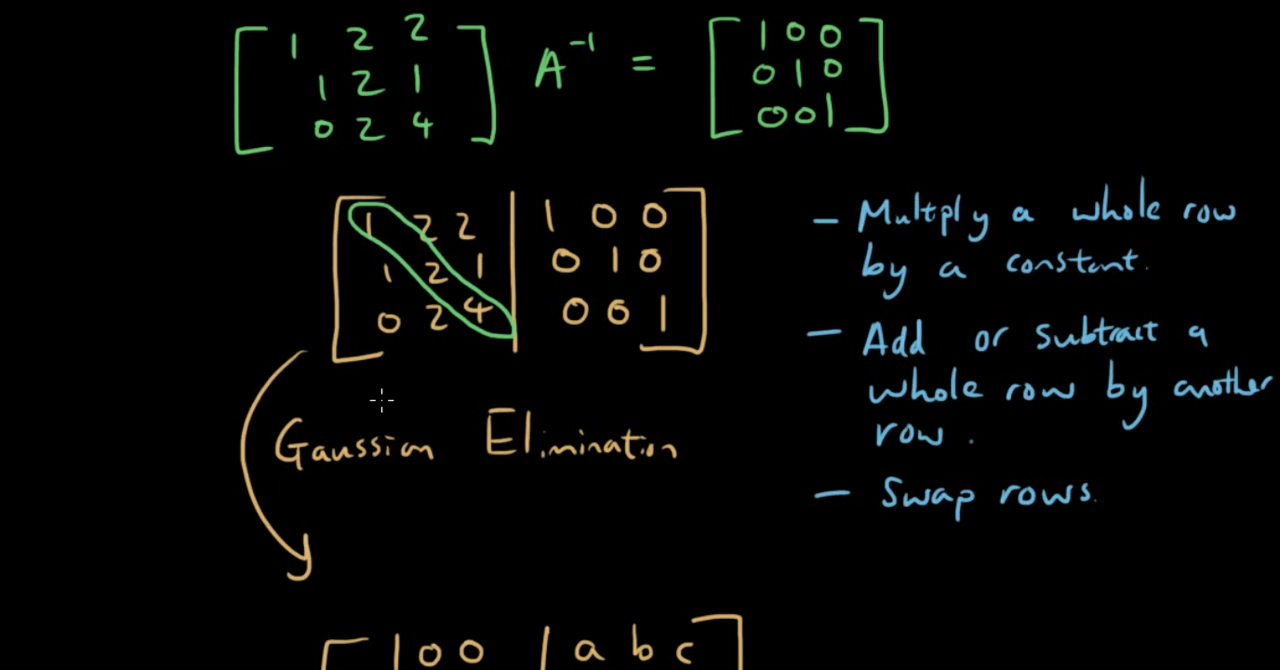 1 2 2
1 2 1
0 2 4
A⁻¹ =
1 0 0
0 1 0
0 0 1
1 2 2 | 1 0 0
1 2 1 | 0 1 0
0 2 4 | 0 0 1
Gaussian Elimination
1 0 0 | a b c
- Multply a whole row
by a constant.
- Add or subtract a
whole row by another
row.
- Swap rows.